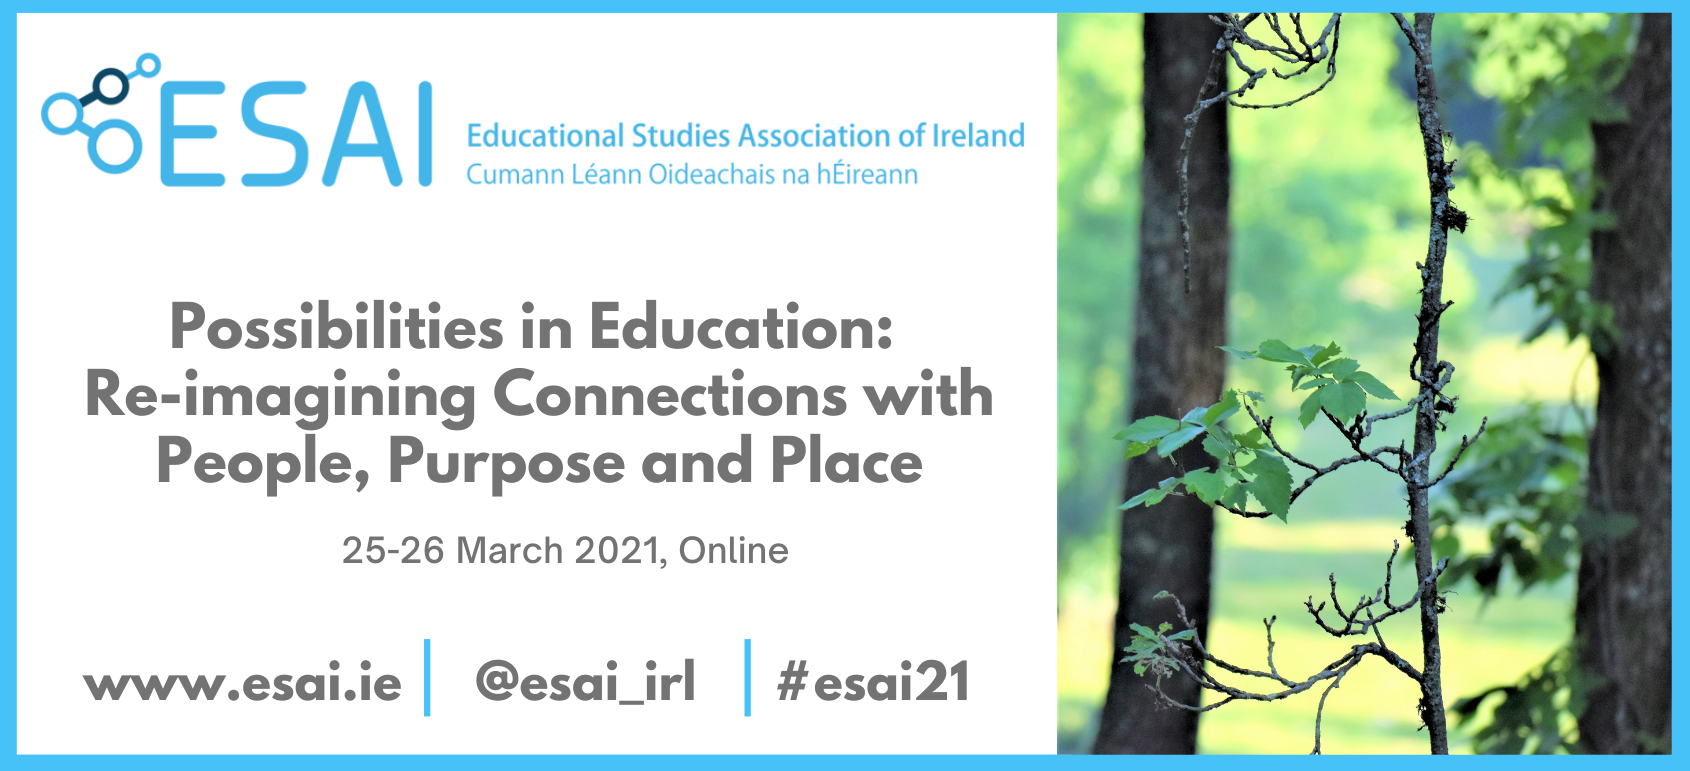 ESAI
Educational Studies Association of Ireland
Cumann Léann Oideachais na hÉireann
Possibilities in Education:
Re-imagining Connections with
People, Purpose and Place
25-26 March 2021, Online
www.esai.ie @esai_irl #esai21